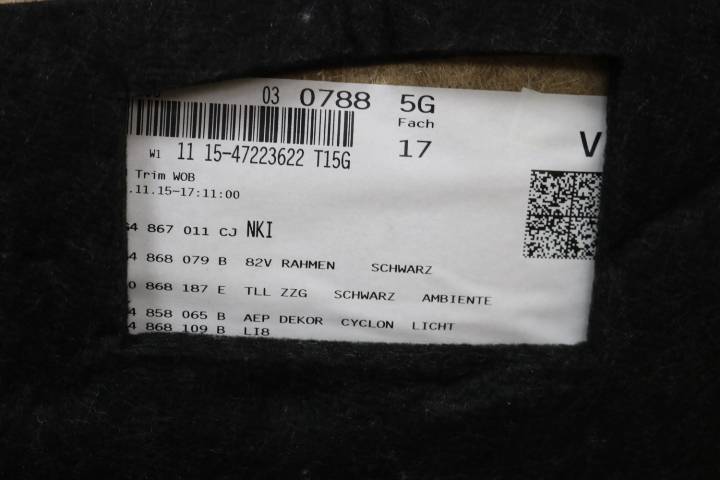 03 0788 5G
Fach
17
V
W1 11 15-47223622 T15G
Trim WOB
.11.15-17:11:00
4 867 011 CJ NKI
4 868 079 B 82V RAHMEN SCHWARZ
0 868 187 E TLL ZZG SCHWARZ AMBIENTE
4 858 065 B AEP DEKOR CYCLON LICHT
4 868 109 B LI8